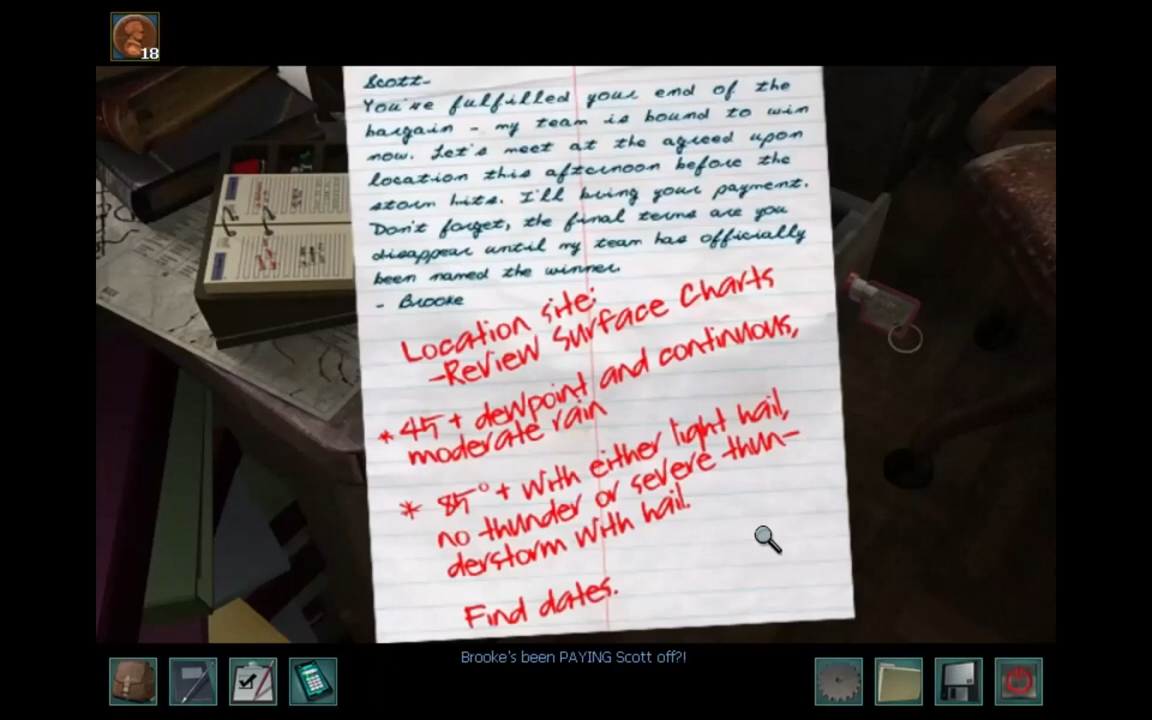 18
Scott-
You've fulfilled your end of the
bargain - my team is bound to win
now. Let's meet at the agreed upon
location this afternoon before the
storm hits. I'll bring your payment.
Don't forget, the final terms are you
disappear until my team has officially
been named the winner.
- Brooke
Location site:
-Review Surface Charts
* 45+ dewpoint and continuous,
moderate rain
* 85°+ with either light hail,
no thunder or severe thun-
derstorm with hail.
Find dates.
Brooke's been PAYING Scott off?!